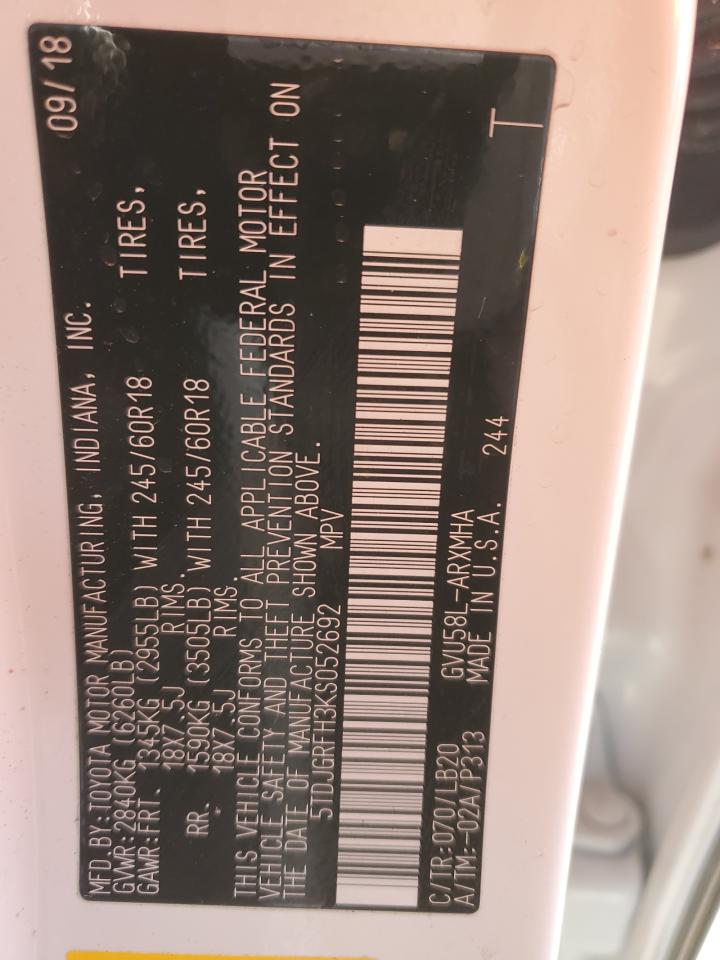 MFD.BY:TOYOTA MOTOR MANUFACTURING, INDIANA, INC. 09/18
GVWR:2840KG (6260LB)
GAWR:FRT. 1345KG (2955LB) WITH 245/60R18 TIRES,
18X7.5J RIMS.
RR. 1590KG (3505LB) WITH 245/60R18 TIRES,
18X7.5J RIMS.
THIS VEHICLE CONFORMS TO ALL APPLICABLE FEDERAL MOTOR
VEHICLE SAFETY AND THEFT PREVENTION STANDARDS IN EFFECT ON
THE DATE OF MANUFACTURE SHOWN ABOVE.
5TDJGRFH3KS052692 MPV
C/TR:070/LB20 GVU58L-ARXMHA
A/TM:-02A/P313 MADE IN U.S.A. 244 T